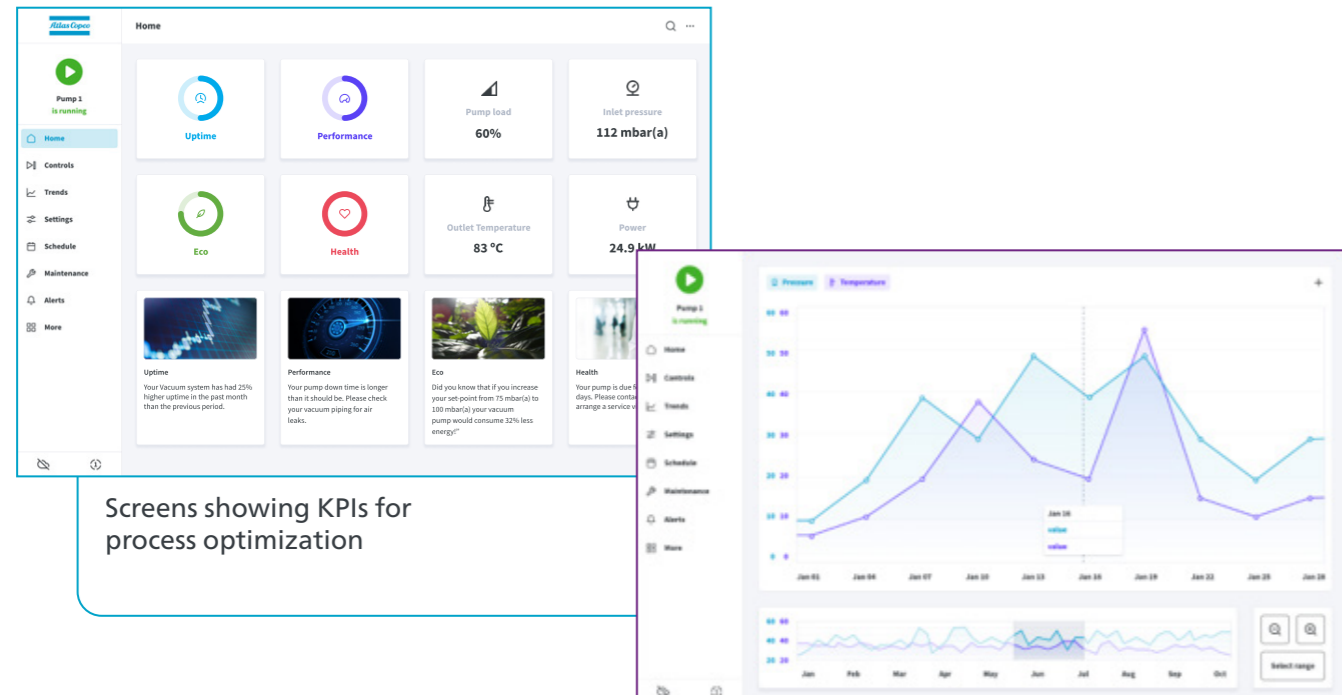 Atlas Copco
Home
Pump 1
is running
Home
Controls
Trends
Settings
Schedule
Maintenance
Alerts
More
Uptime
Performance
Pump load
60%
Inlet pressure
112 mbar(a)
Eco
Health
Outlet Temperature
83 °C
Power
24.9 kW
Uptime
Your Vacuum system has had 25%
higher uptime in the past month
than the previous period.
Performance
Your pump down time is longer
than it should be. Please check
your vacuum piping for air
leaks.
Eco
Did you know that if you increase
your set-point from 75 mbar(a) to
100 mbar(a) your vacuum
pump would consume 32% less
energy!"
Health
Your pump is due
days. Please
arrange a service
Screens showing KPIs for
process optimization
Pump 1
is running
Home
Controls
Trends
Settings
Schedule
Maintenance
Alerts
More
Pressure Temperature
60 60
50 50
40 40
30 30
20 20
10 10
0 0
Jan 16
value
value
Jan 01 Jan 04 Jan 07 Jan 10 Jan 13 Jan 16 Jan 19 Jan 22 Jan 25 Jan 28
60 60
40 40
20 20
Jan Feb Mar Apr May Jun Jul Aug Sep Oct
Select range